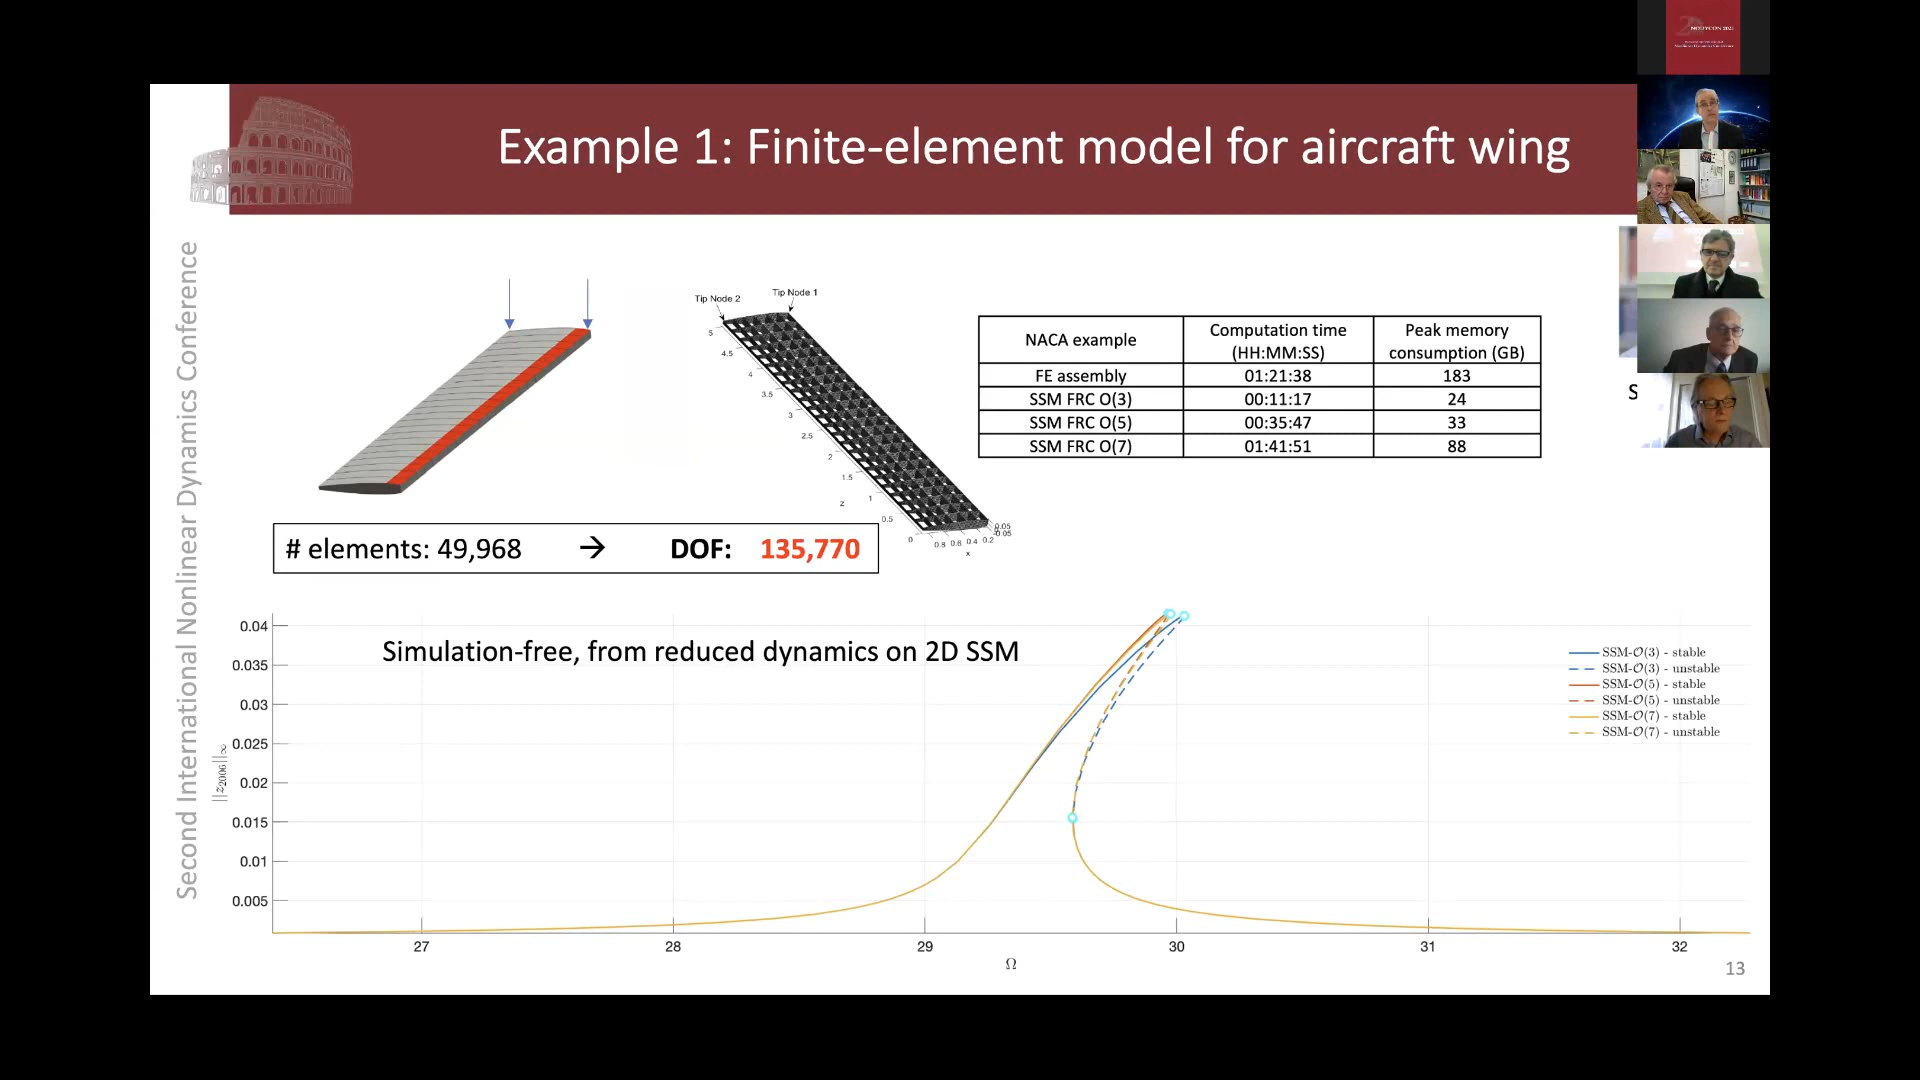 NODYCON 2021
Example 1: Finite-element model for aircraft wing
Second International Nonlinear Dynamics Conference
Tip Node 2
Tip Node 1
5
4.5
4
3.5
3
2.5
2
1.5
1
0.5
0
z
0.8 0.6 0.4 0.2
0.05
-0.05
x
NACA example Computation time (HH:MM:SS) Peak memory consumption (GB)
FE assembly 01:21:38 183
SSM FRC O(3) 00:11:17 24
SSM FRC O(5) 00:35:47 33
SSM FRC O(7) 01:41:51 88
S
# elements: 49,968 → DOF: 135,770
Simulation-free, from reduced dynamics on 2D SSM
0.04
0.035
0.03
0.025
0.02
0.015
0.01
0.005
||z2006||∞
SSM-O(3) - stable
SSM-O(3) - unstable
SSM-O(5) - stable
SSM-O(5) - unstable
SSM-O(7) - stable
SSM-O(7) - unstable
27 28 29 30 31 32
Ω
13